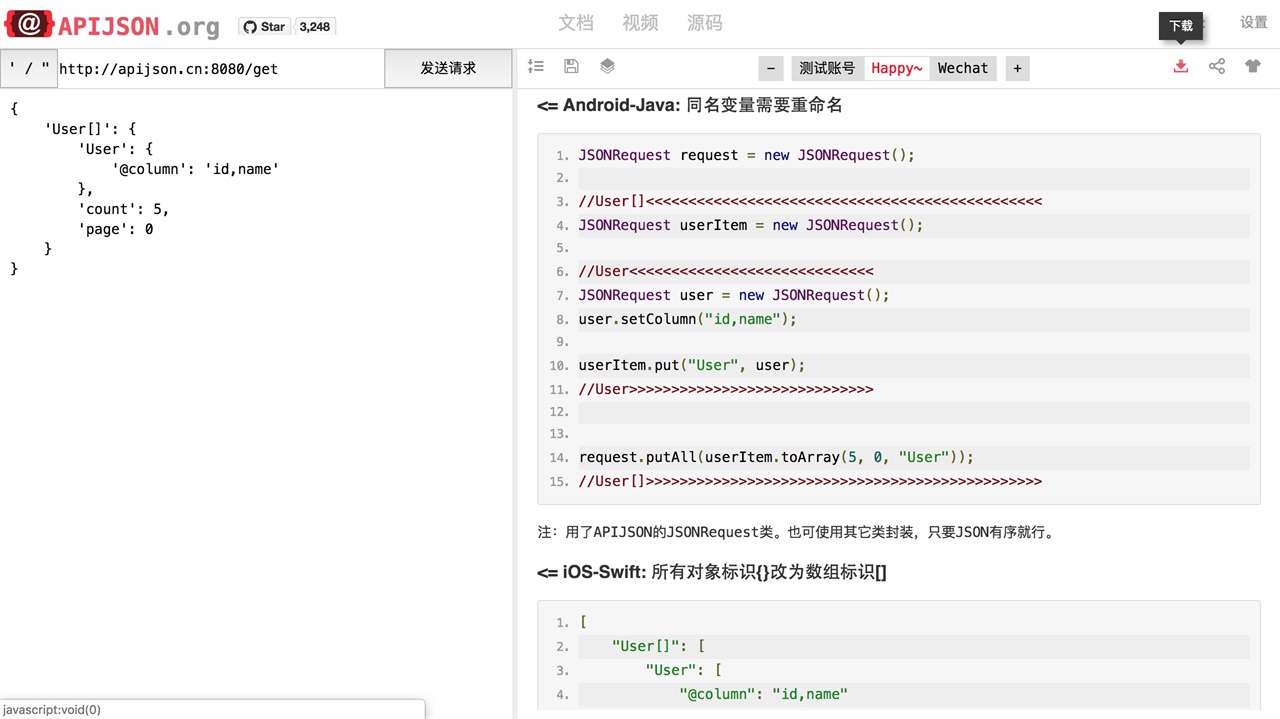 @ APIJSON.org
Star 3,248
文档 视频 源码
下载
设置
' / " http://apijson.cn:8080/get 发送请求
- 测试账号 Happy~ Wechat +
{
    'User[]': {
        'User': {
            '@column': 'id,name'
        },
        'count': 5,
        'page': 0
    }
}
<= Android-Java: 同名变量需要重命名
1. JSONRequest request = new JSONRequest();
2.
3. //User[]<<<<<<<<<<<<<<<<<<<<<<<<<<<<<<<<<<<<<<<<<<<<<<<
4. JSONRequest userItem = new JSONRequest();
5.
6. //User<<<<<<<<<<<<<<<<<<<<<<<<<<<<<
7. JSONRequest user = new JSONRequest();
8. user.setColumn("id,name");
9.
10. userItem.put("User", user);
11. //User>>>>>>>>>>>>>>>>>>>>>>>>>>>>>
12.
13.
14. request.putAll(userItem.toArray(5, 0, "User"));
15. //User[]>>>>>>>>>>>>>>>>>>>>>>>>>>>>>>>>>>>>>>>>>>>>>>>
注: 用了APIJSON的JSONRequest类。也可使用其它类封装，只要JSON有序就行。
<= iOS-Swift: 所有对象标识{}改为数组标识[]
1. [
2.     "User[]": [
3.         "User": [
4.             "@column": "id,name"
javascript:void(0)